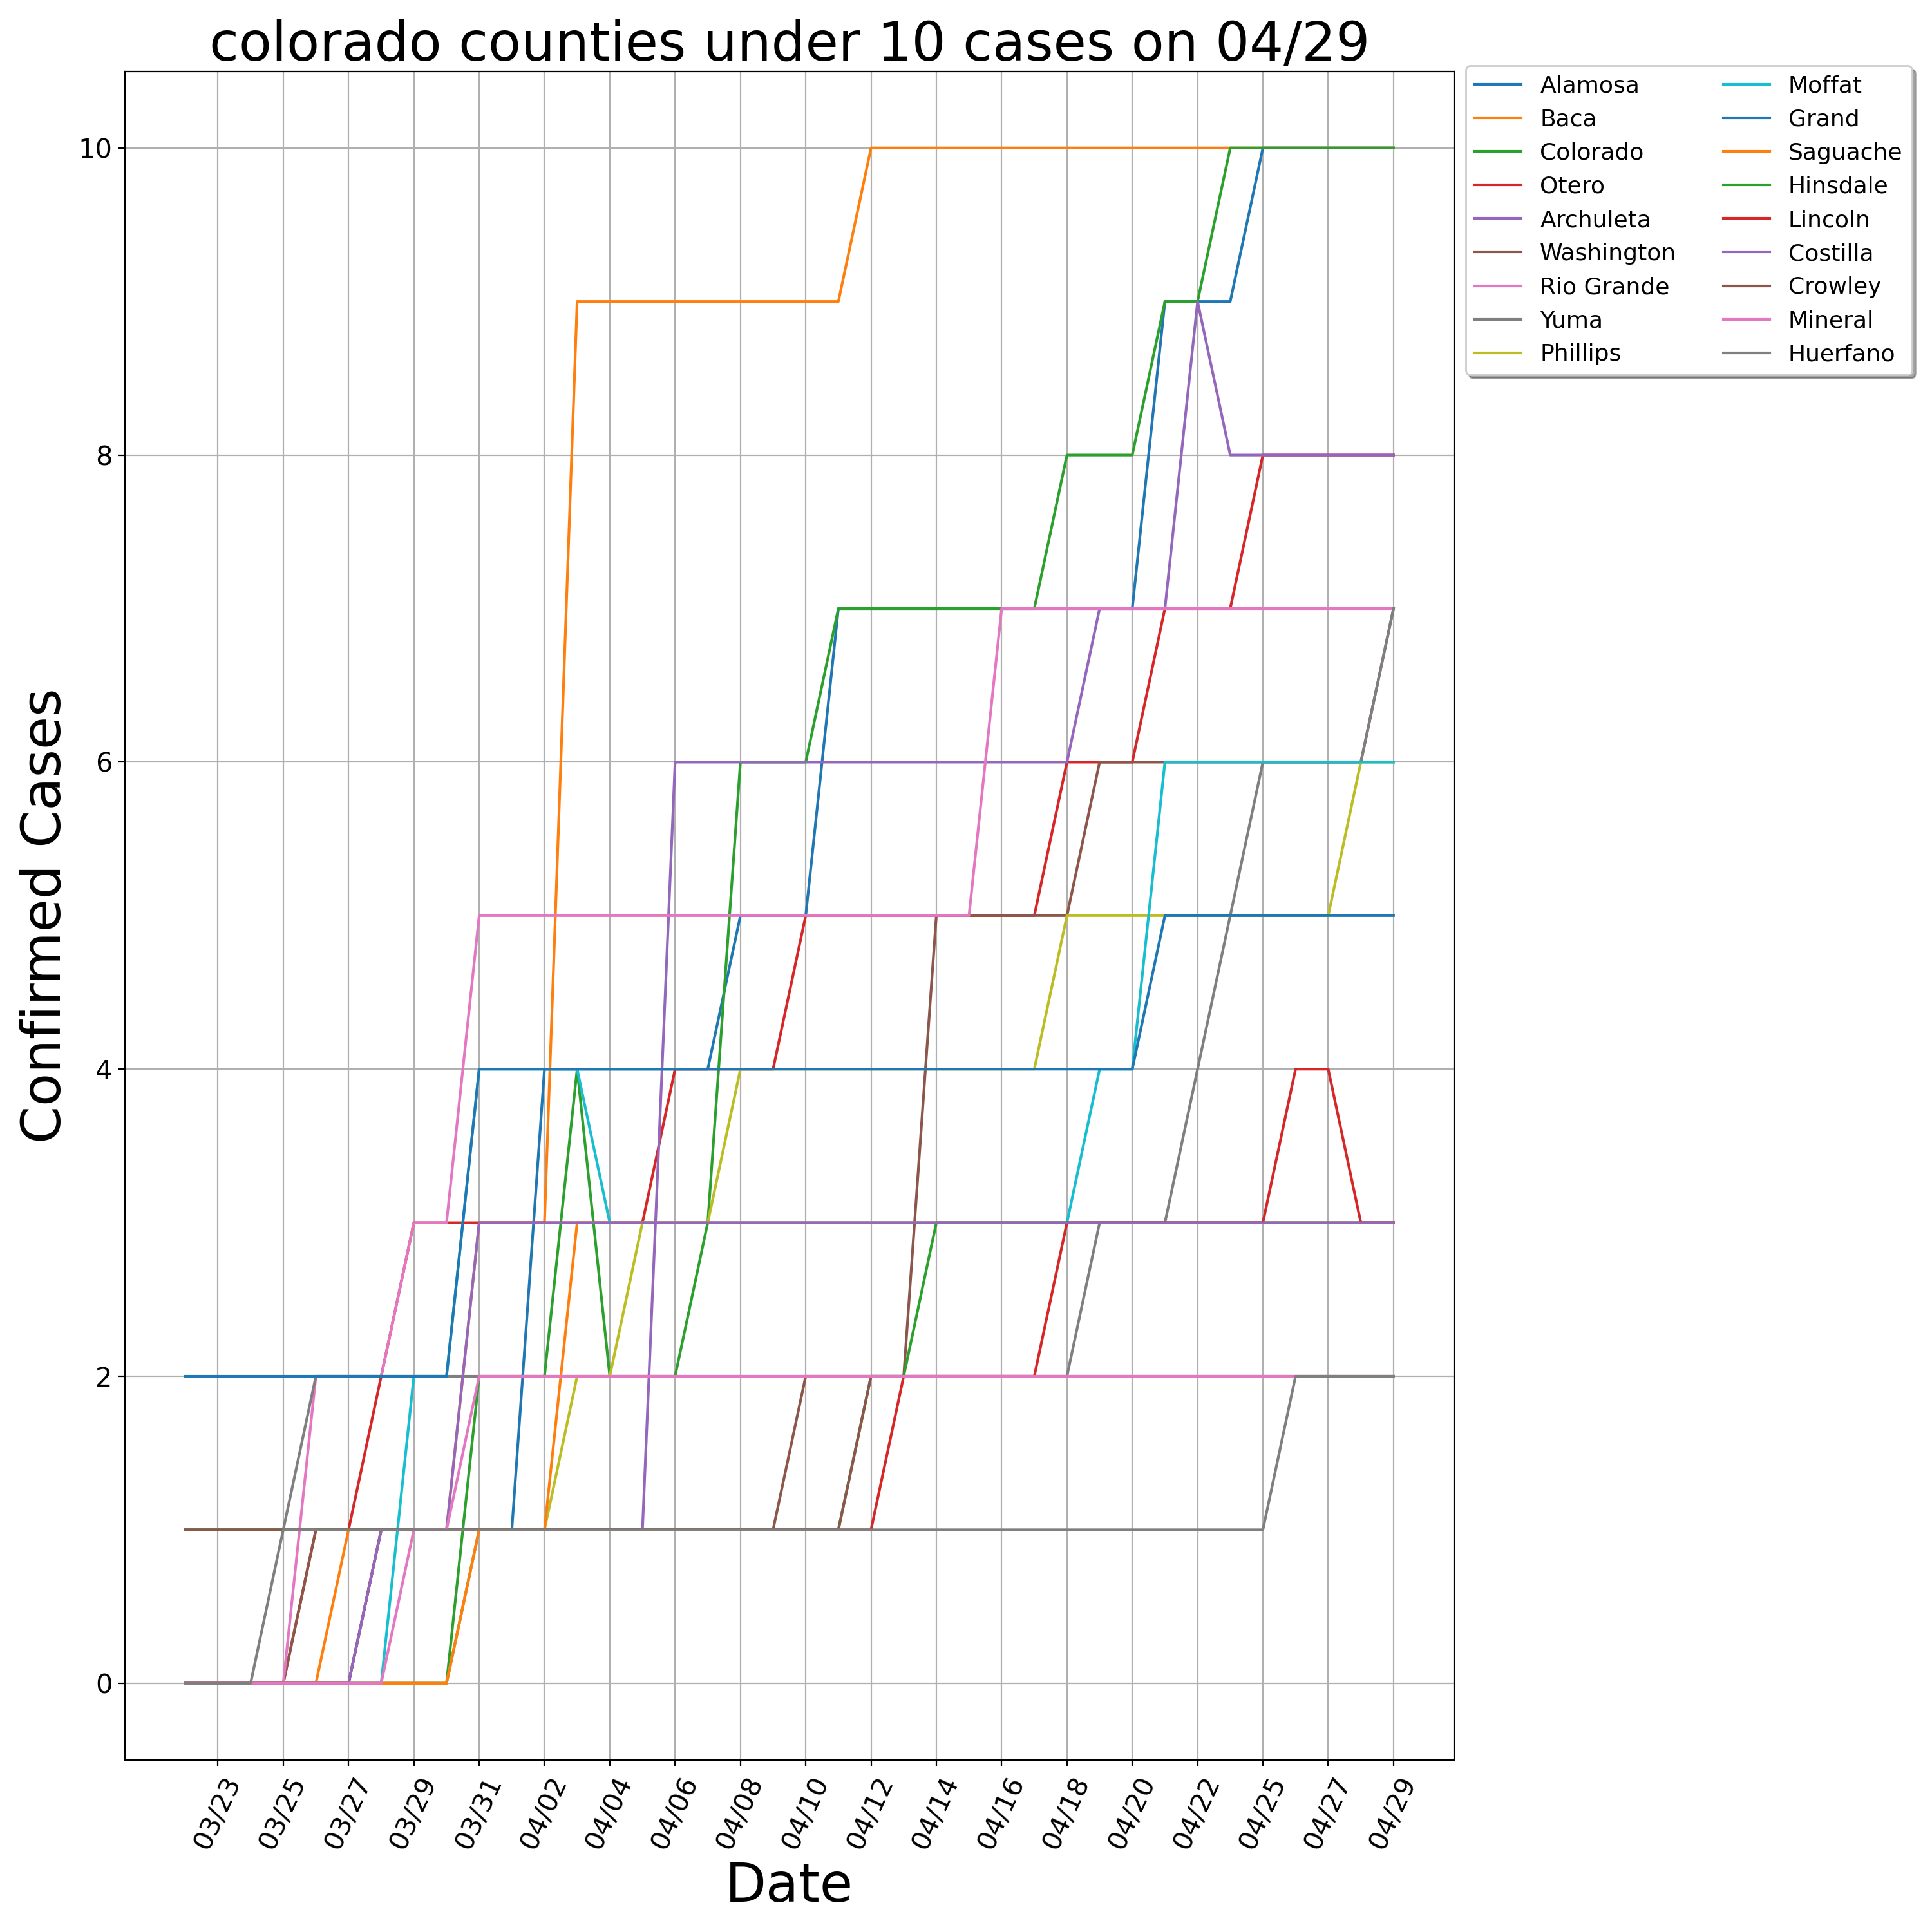 colorado counties under 10 cases on 04/29
Alamosa
Baca
Colorado
Otero
Archuleta
Washington
Rio Grande
Yuma
Phillips
Moffat
Grand
Saguache
Hinsdale
Lincoln
Costilla
Crowley
Mineral
Huerfano
Confirmed Cases
10
8
6
4
2
0
03/23
03/25
03/27
03/29
03/31
04/02
04/04
04/06
04/08
04/10
04/12
04/14
04/16
04/18
04/20
04/22
04/25
04/27
04/29
Date